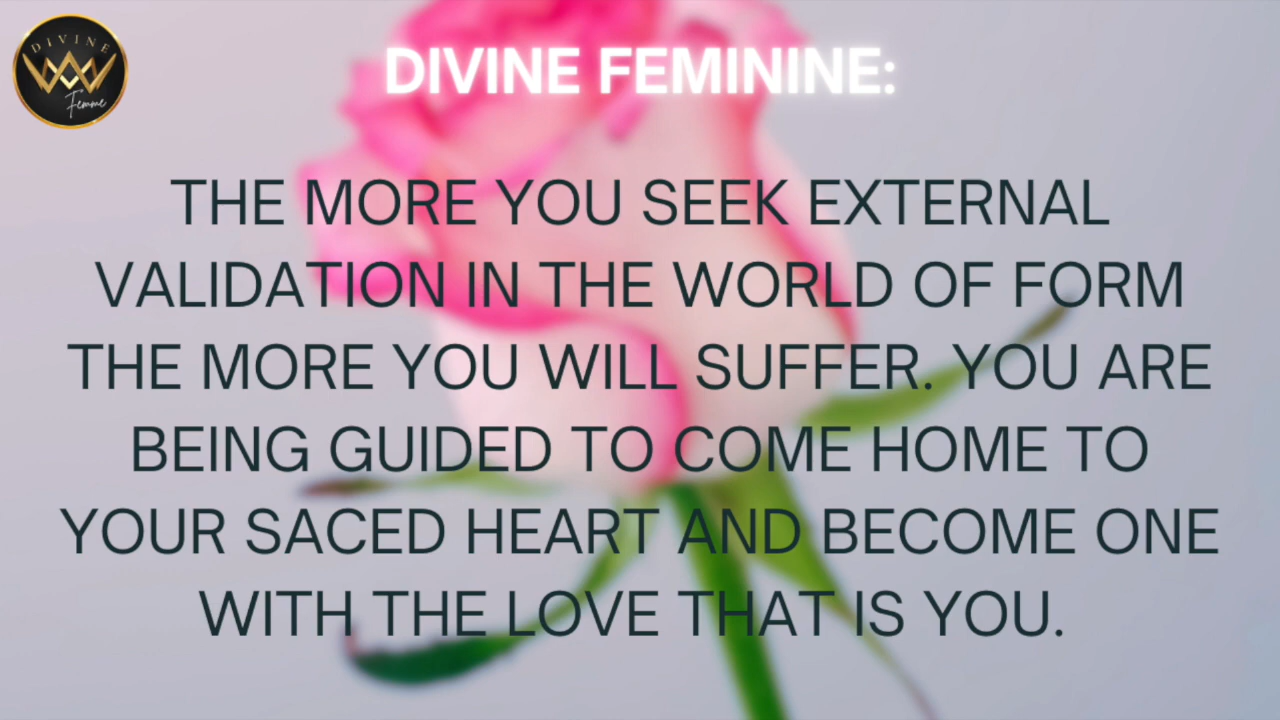 DIVINE
Femme
DIVINE FEMININE:
THE MORE YOU SEEK EXTERNAL
VALIDATION IN THE WORLD OF FORM
THE MORE YOU WILL SUFFER. YOU ARE
BEING GUIDED TO COME HOME TO
YOUR SACED HEART AND BECOME ONE
WITH THE LOVE THAT IS YOU.